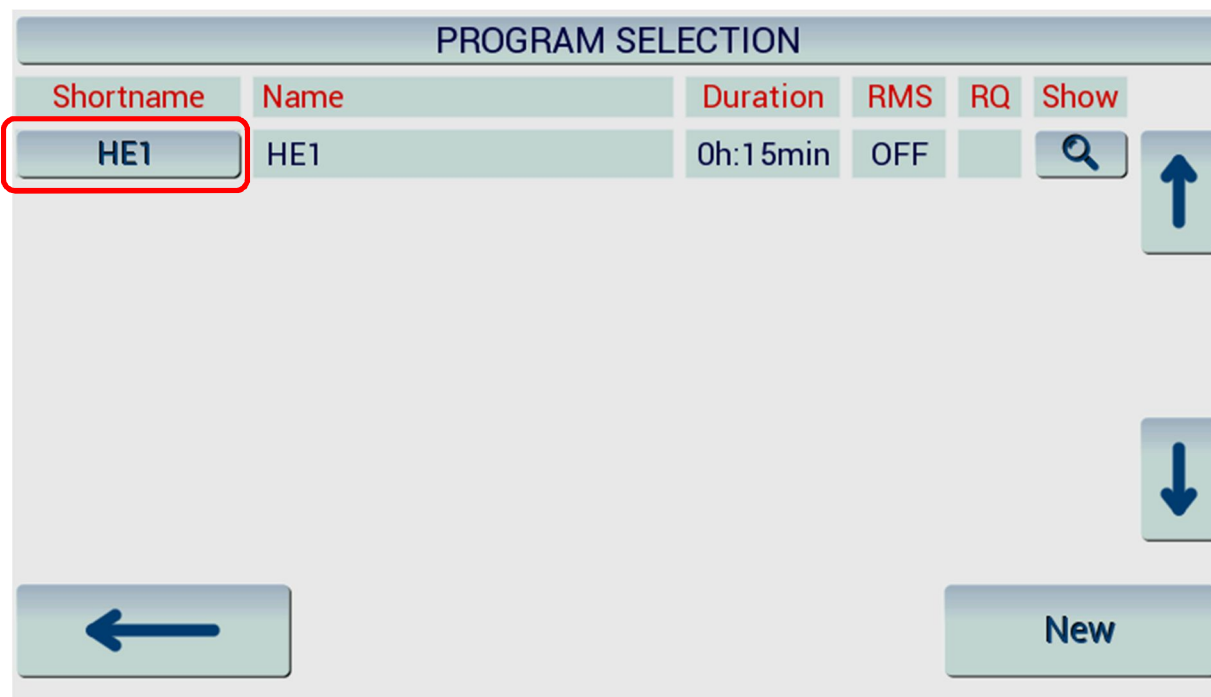 PROGRAM SELECTION
Shortname Name Duration RMS RQ Show
HE1 HE1 0h:15min OFF
New